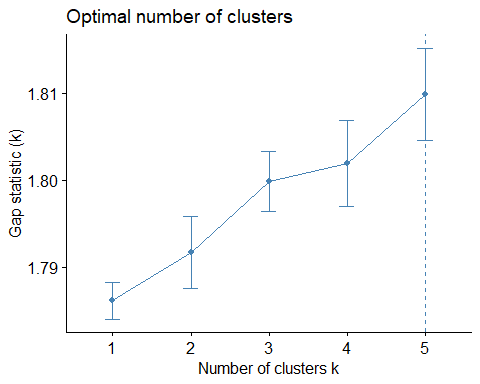 Optimal number of clusters
Gap statistic (k)
1.81
1.80
1.79
1 2 3 4 5
Number of clusters k